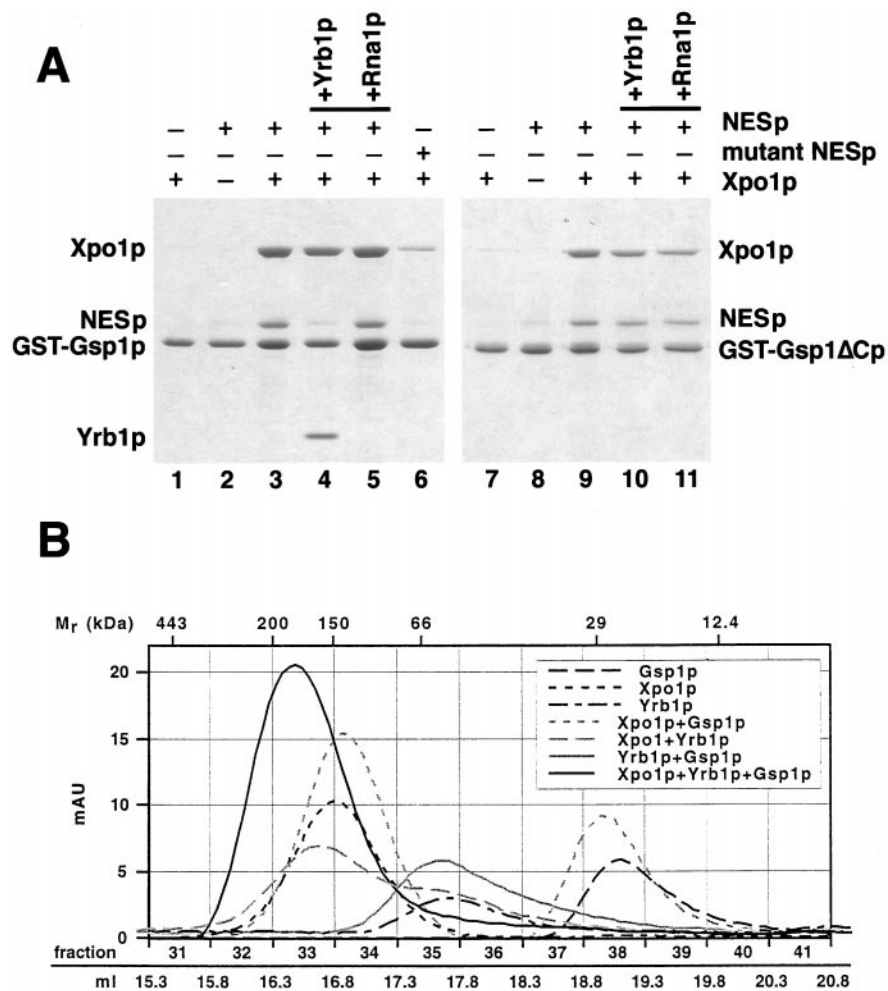 A
+Yrb1p +Rna1p +Yrb1p +Rna1p
– + + + + – – + + + + NESp
– – – – – + – – – – – mutant NESp
+ – + + + + + – + + + Xpo1p
Xpo1p Xpo1p
NESp NESp
GST-Gsp1p GST-Gsp1ΔCp
Yrb1p
1 2 3 4 5 6 7 8 9 10 11
B
Mr (kDa) 443 200 150 66 29 12.4
20
15
10
5
0
mAU
Gsp1p
Xpo1p
Yrb1p
Xpo1p+Gsp1p
Xpo1+Yrb1p
Yrb1p+Gsp1p
Xpo1p+Yrb1p+Gsp1p
fraction 31 32 33 34 35 36 37 38 39 40 41
ml 15.3 15.8 16.3 16.8 17.3 17.8 18.3 18.8 19.3 19.8 20.3 20.8